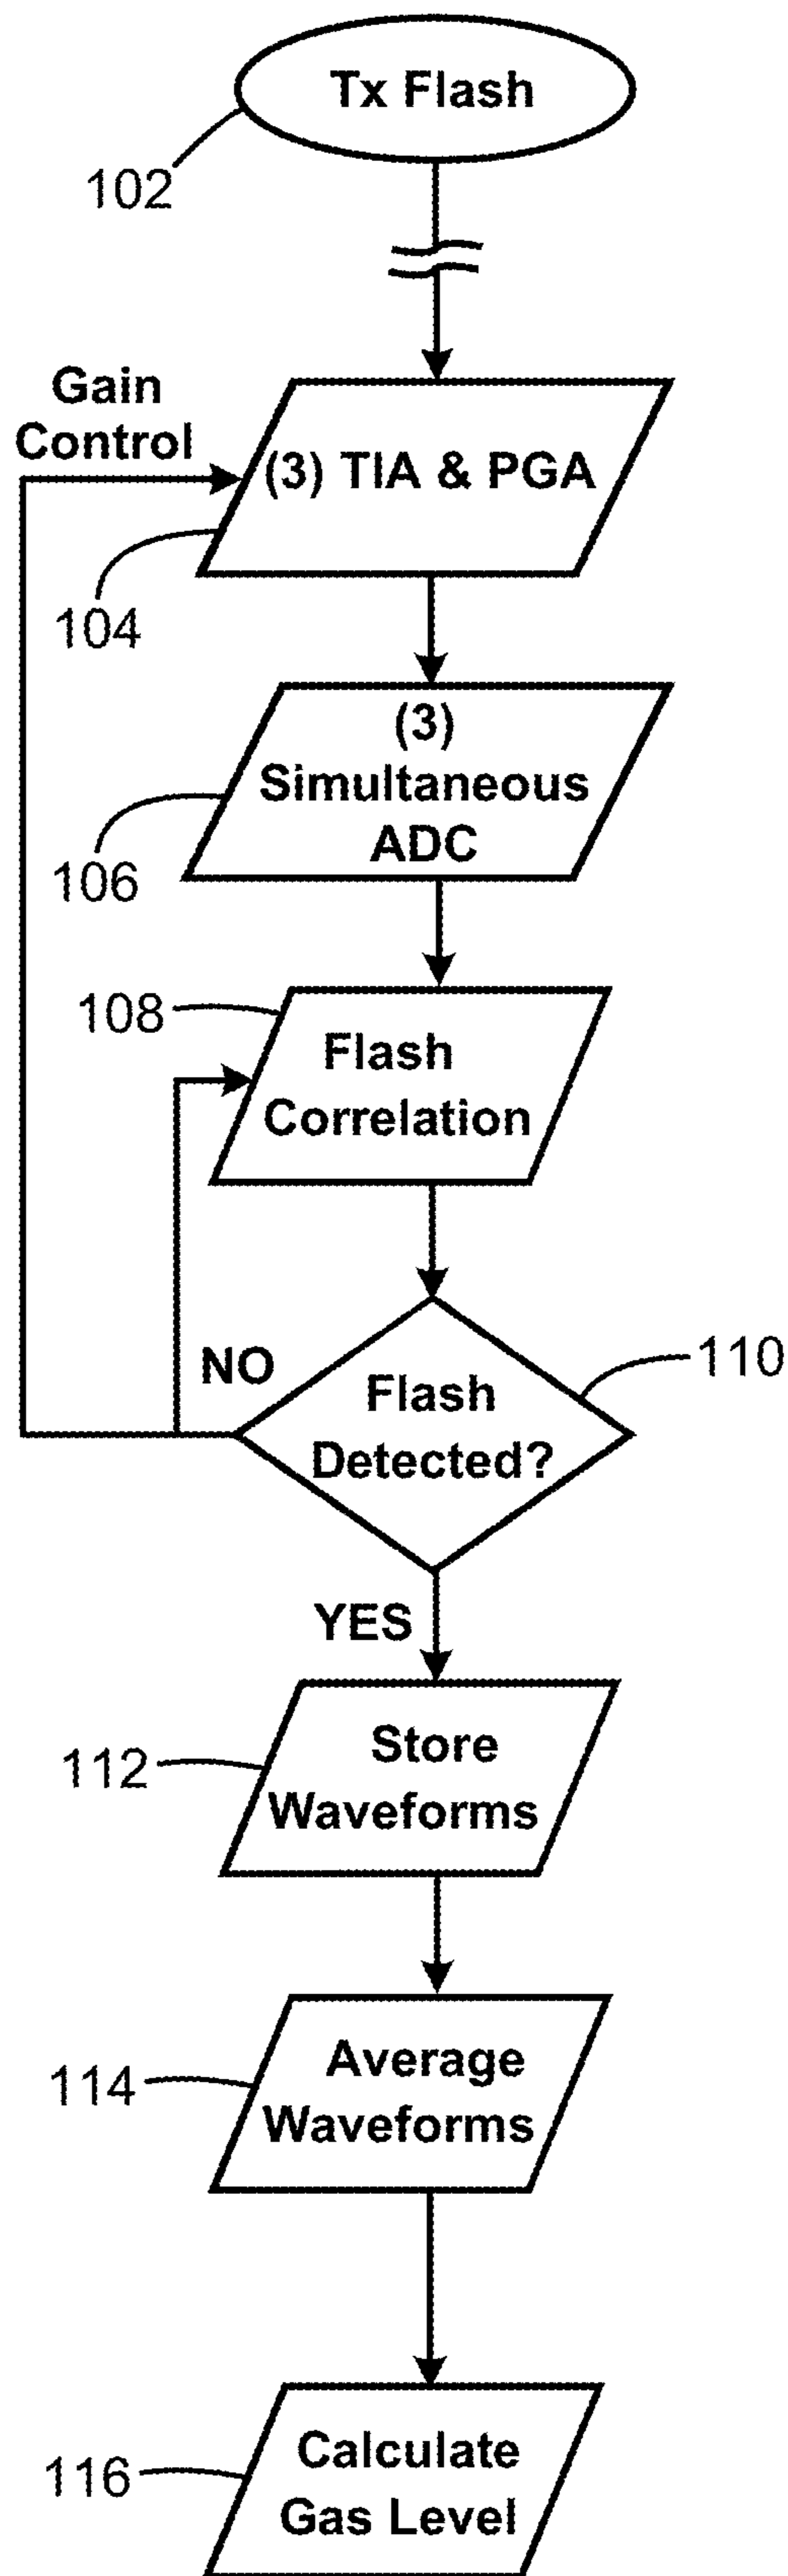 Tx Flash
102
Gain
Control
(3) TIA & PGA
104
(3)
Simultaneous
ADC
106
108
Flash
Correlation
NO
110
Flash
Detected?
YES
112
Store
Waveforms
114
Average
Waveforms
116
Calculate
Gas Level